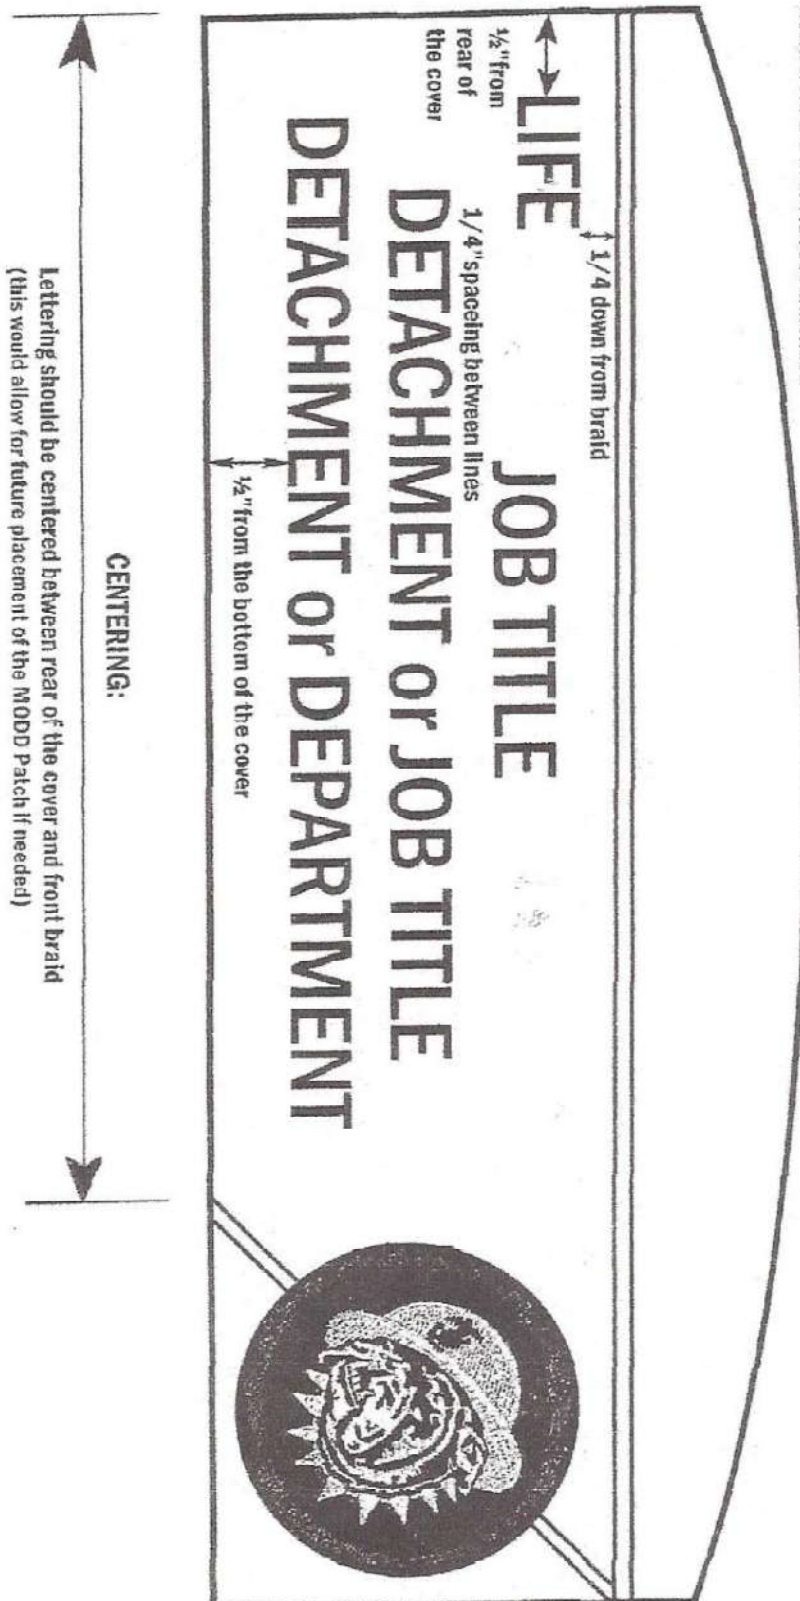 ½"from
rear of
the cover
LIFE
1/4 down from braid
JOB TITLE
1/4"spaceing between lines
DETACHMENT or JOB TITLE
DETACHMENT or DEPARTMENT
½"from the bottom of the cover
CENTERING:
Lettering should be centered between rear of the cover and front braid
(this would allow for future placement of the MODD Patch if needed)